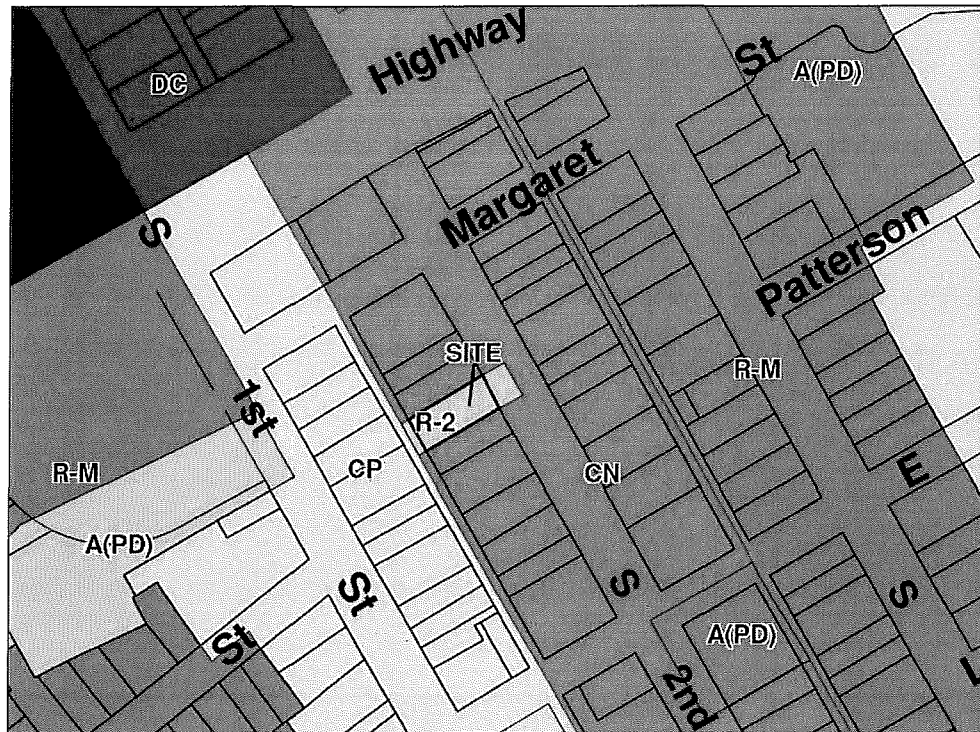 Highway
St
A(PD)
DC
Margaret
S
Patterson
SITE
R-M
1st
R-2
R-M
CP
CN
E
A(PD)
St
S
S
St
A(PD)
2nd